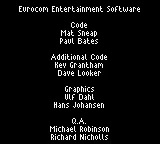 Eurocom Entertainment Software
Code
Mat Sneap
Paul Bates
Additional Code
Kev Grantham
Dave Looker
Graphics
Ulf Dahl
Hans Johansen
Q.A.
Michael Robinson
Richard Nicholls